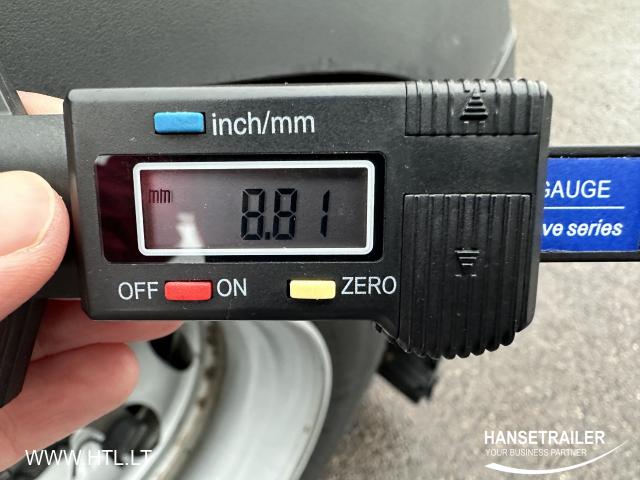 inch/mm
mm
8.81
OFF
ON
ZERO
GAUGE
ve series
WWW.HTL.LT
HANSETRAILER
YOUR BUSINESS PARTNER